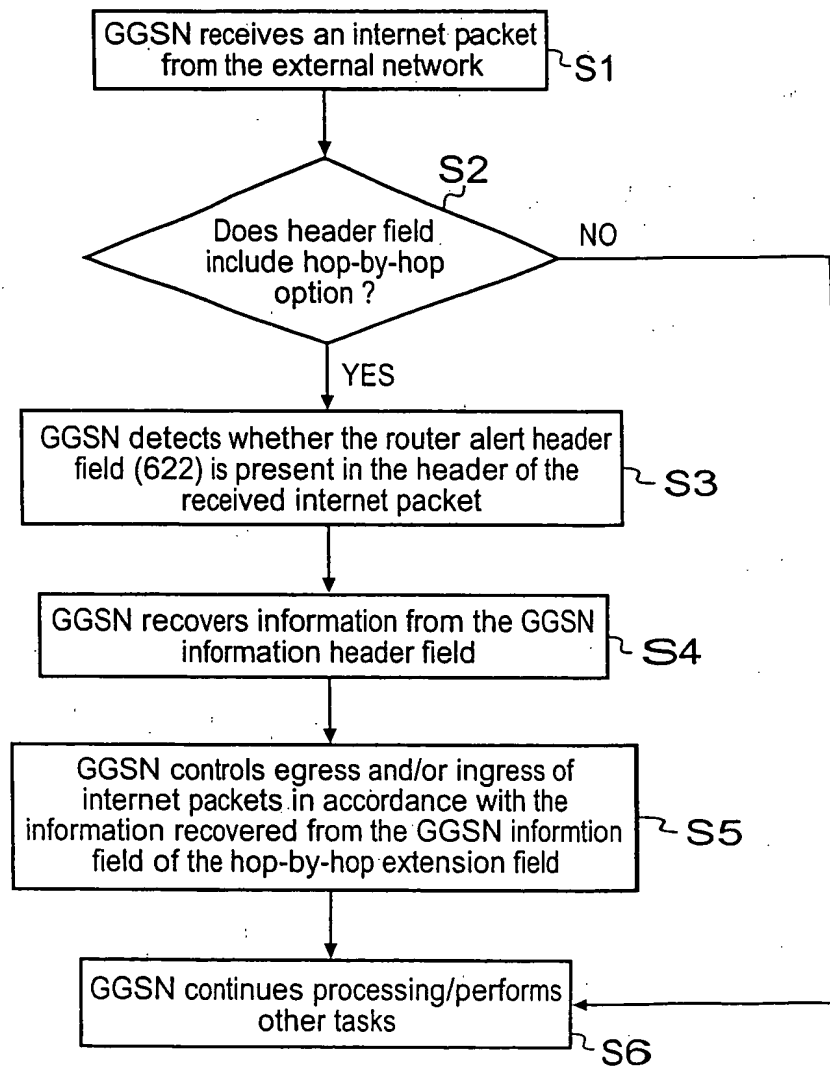 GGSN receives an internet packet
from the external network
S1
S2
Does header field
include hop-by-hop
option ?
NO
YES
GGSN detects whether the router alert header
field (622) is present in the header of the
received internet packet
S3
GGSN recovers information from the GGSN
information header field
S4
GGSN controls egress and/or ingress of
internet packets in accordance with the
information recovered from the GGSN informtion
field of the hop-by-hop extension field
S5
GGSN continues processing/performs
other tasks
S6